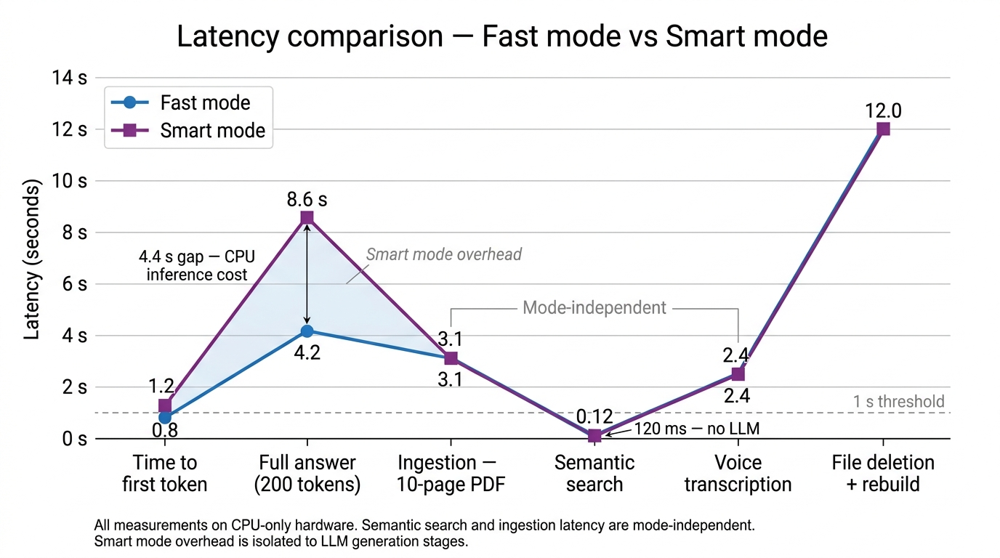 Latency comparison — Fast mode vs Smart mode
Latency (seconds)
14 s
12 s
10 s
8 s
6 s
4 s
2 s
0 s
Fast mode
Smart mode
12.0
8.6 s
4.4 s gap — CPU
inference cost
Smart mode overhead
Mode-independent
3.1
4.2
2.4
3.1
1.2
2.4
1 s threshold
0.12
0.8
120 ms — no LLM
Time to
first token
Full answer
(200 tokens)
Ingestion —
10-page PDF
Semantic
search
Voice
transcription
File deletion
+ rebuild
All measurements on CPU-only hardware. Semantic search and ingestion latency are mode-independent.
Smart mode overhead is isolated to LLM generation stages.